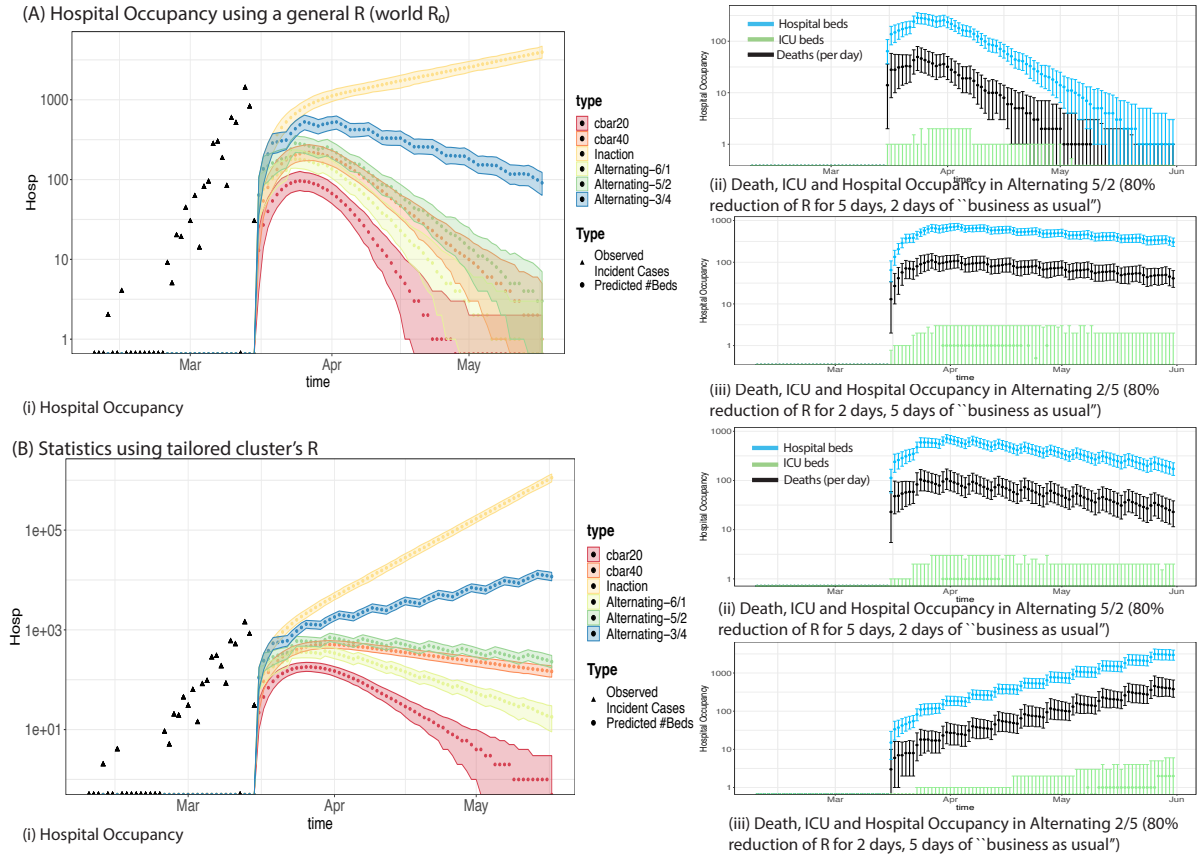 (A) Hospital Occupancy using a general R (world R₀)
Hosp
1000
100
10
1
Mar
Apr
May
time
type
cbar20
cbar40
Inaction
Alternating−6/1
Alternating−5/2
Alternating−3/4
Type
Observed
Incident Cases
Predicted #Beds
(i) Hospital Occupancy
Hospital Occupancy
100
10
1
Hospital beds
ICU beds
Deaths (per day)
Mar
Apr
May
Jun
time
(ii) Death, ICU and Hospital Occupancy in Alternating 5/2 (80%
reduction of R for 5 days, 2 days of ``business as usual”)
Hospital Occupancy
1000
100
10
1
Mar
Apr
May
Jun
time
(iii) Death, ICU and Hospital Occupancy in Alternating 2/5 (80%
reduction of R for 2 days, 5 days of ``business as usual”)
(B) Statistics using tailored cluster's R
Hosp
1e+05
1e+03
1e+01
Mar
Apr
May
time
type
cbar20
cbar40
Inaction
Alternating−6/1
Alternating−5/2
Alternating−3/4
Type
Observed
Incident Cases
Predicted #Beds
(i) Hospital Occupancy
Hospital Occupancy
1000
100
10
1
Hospital beds
ICU beds
Deaths (per day)
Mar
Apr
May
Jun
(ii) Death, ICU and Hospital Occupancy in Alternating 5/2 (80%
reduction of R for 5 days, 2 days of ``business as usual”)
Hospital Occupancy
1000
100
10
1
Mar
Apr
May
Jun
time
(iii) Death, ICU and Hospital Occupancy in Alternating 2/5 (80%
reduction of R for 2 days, 5 days of ``business as usual”)